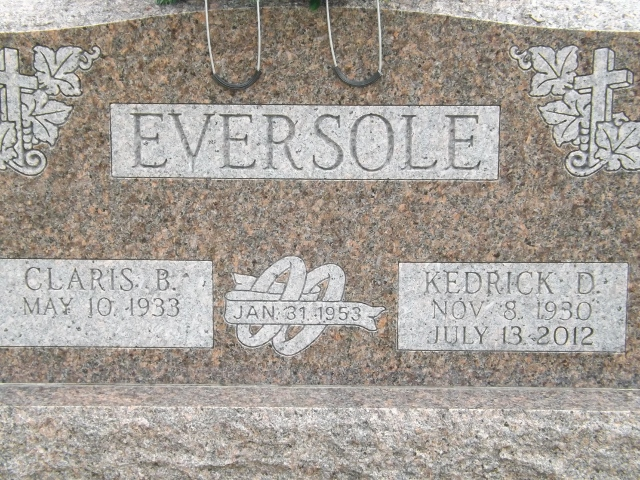 EVERSOLE
CLARIS B.
MAY 10, 1933
JAN. 31, 1953
KEDRICK D.
NOV. 8, 1930
JULY 13, 2012